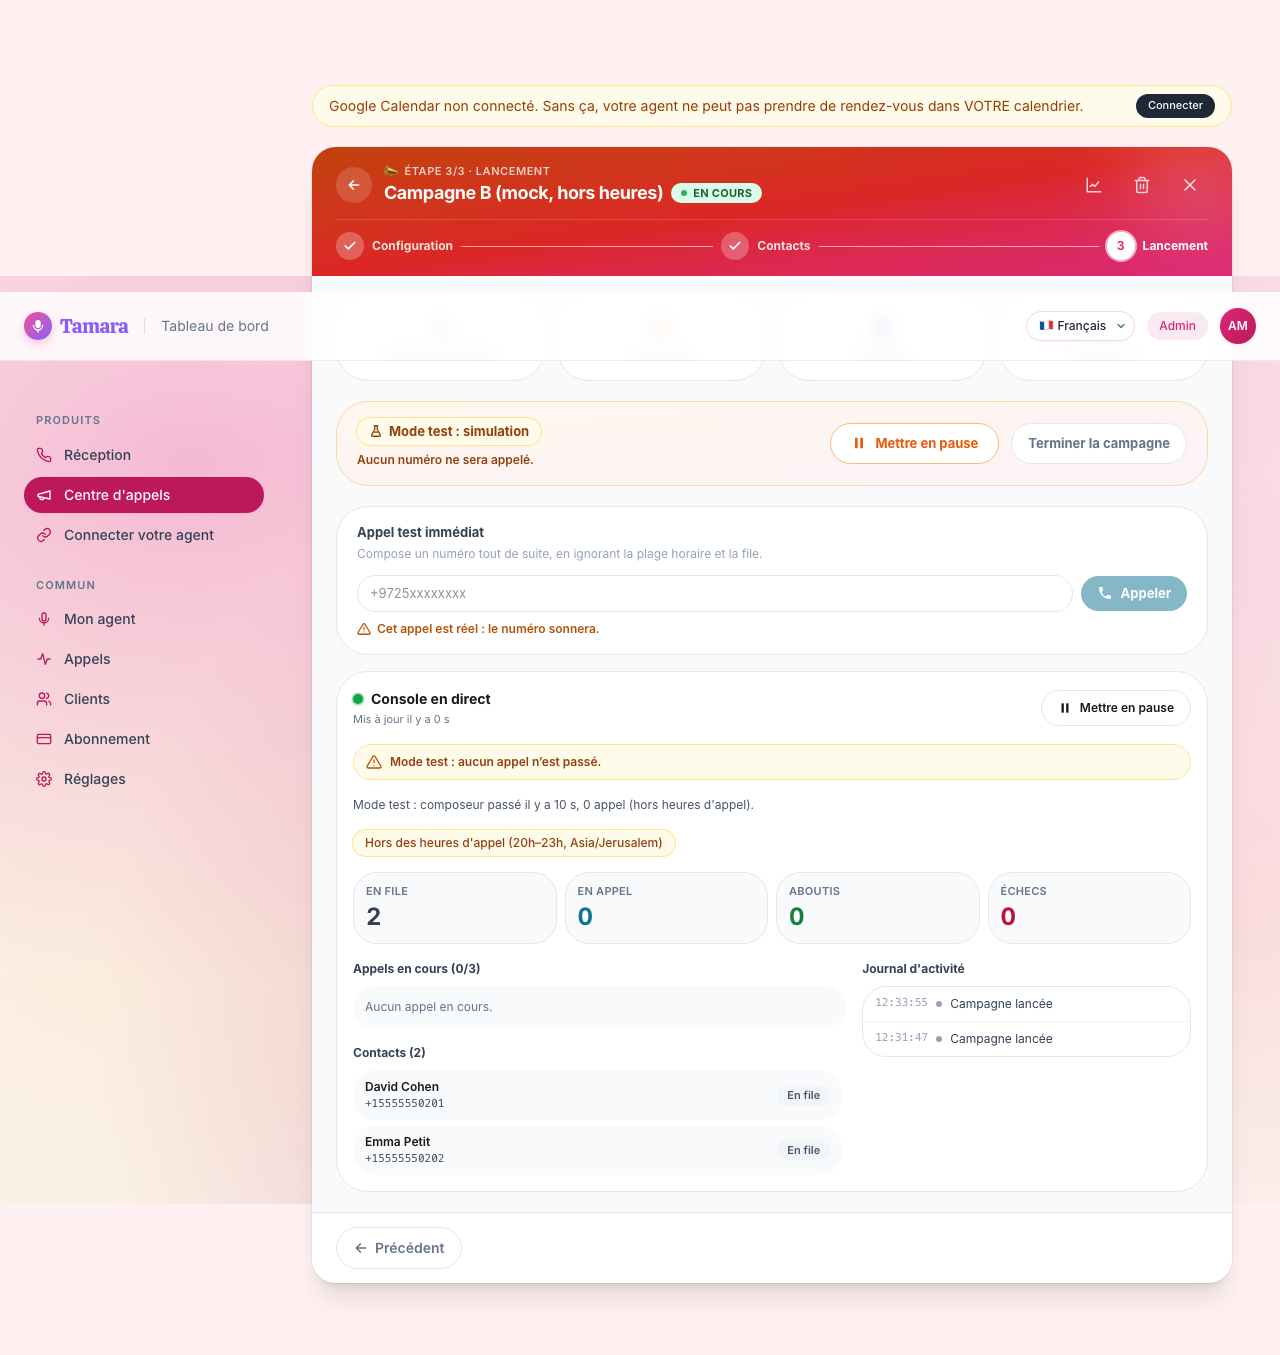 Google Calendar non connecté. Sans ça, votre agent ne peut pas prendre de rendez-vous dans VOTRE calendrier.
Connecter
ÉTAPE 3/3 · LANCEMENT
Campagne B (mock, hors heures)
EN COURS
Configuration
Contacts
3
Lancement
Tamara
Tableau de bord
Français
Admin
AM
PRODUITS
Réception
Centre d'appels
Connecter votre agent
COMMUN
Mon agent
Appels
Clients
Abonnement
Réglages
Mode test : simulation
Aucun numéro ne sera appelé.
Mettre en pause
Terminer la campagne
Appel test immédiat
Compose un numéro tout de suite, en ignorant la plage horaire et la file.
+9725xxxxxxxx
Appeler
Cet appel est réel : le numéro sonnera.
Console en direct
Mis à jour il y a 0 s
Mettre en pause
Mode test : aucun appel n’est passé.
Mode test : composeur passé il y a 10 s, 0 appel (hors heures d'appel).
Hors des heures d'appel (20h–23h, Asia/Jerusalem)
EN FILE
2
EN APPEL
0
ABOUTIS
0
ÉCHECS
0
Appels en cours (0/3)
Aucun appel en cours.
Contacts (2)
David Cohen
+15555550201
En file
Emma Petit
+15555550202
En file
Journal d'activité
12:33:55 Campagne lancée
12:31:47 Campagne lancée
Précédent